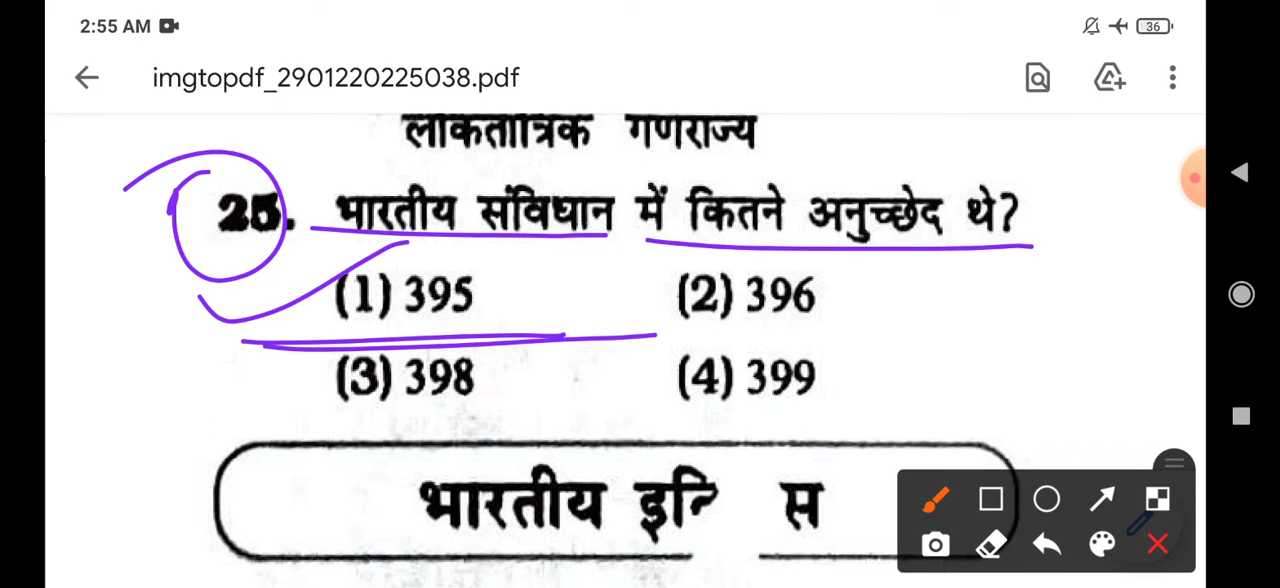 2:55 AM
36
imgtopdf_2901220225038.pdf
लोकतांत्रिक गणराज्य
25. भारतीय संविधान में कितने अनुच्छेद थे?
(1) 395 (2) 396
(3) 398 (4) 399
भारतीय